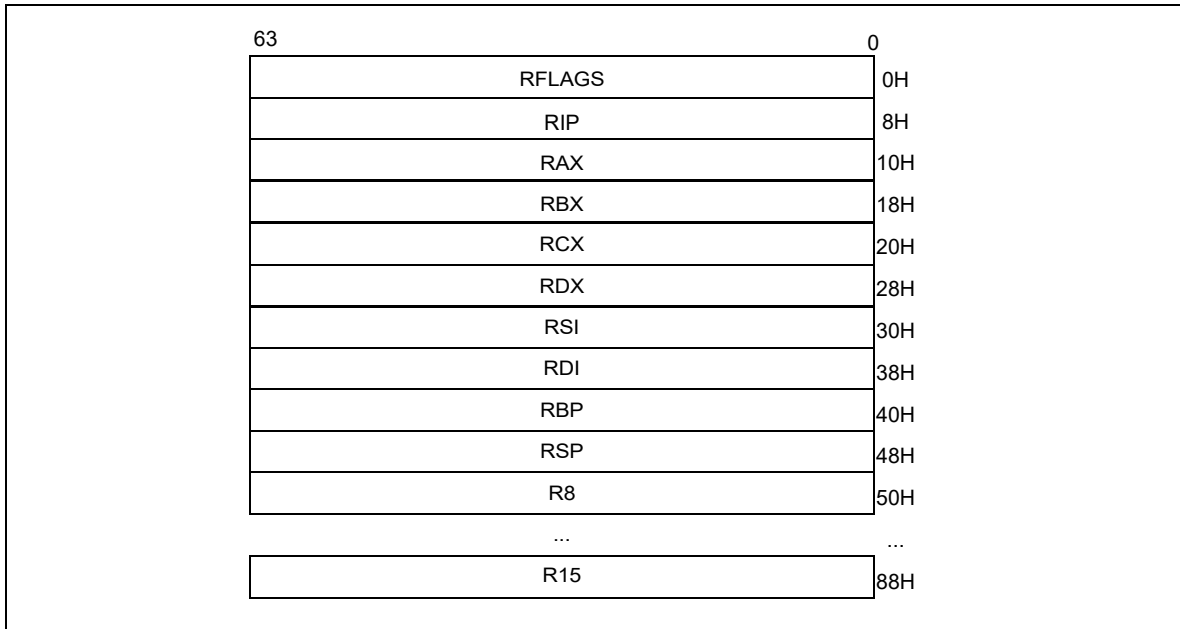 63 0
RFLAGS 0H
RIP 8H
RAX 10H
RBX 18H
RCX 20H
RDX 28H
RSI 30H
RDI 38H
RBP 40H
RSP 48H
R8 50H
... ...
R15 88H